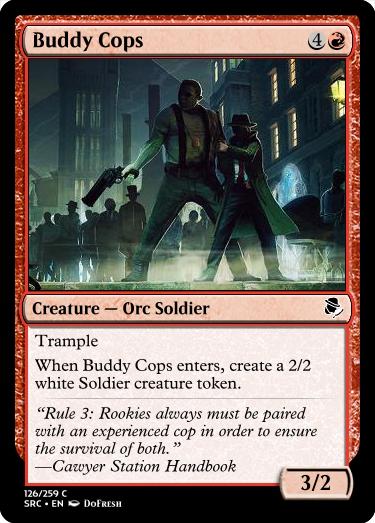 Buddy Cops 4
Creature — Orc Soldier
Trample
When Buddy Cops enters, create a 2/2
white Soldier creature token.
“Rule 3: Rookies always must be paired
with an experienced cop in order to ensure
the survival of both.”
—Cawyer Station Handbook
3/2
126/259 C
SRC • EN DoFresh